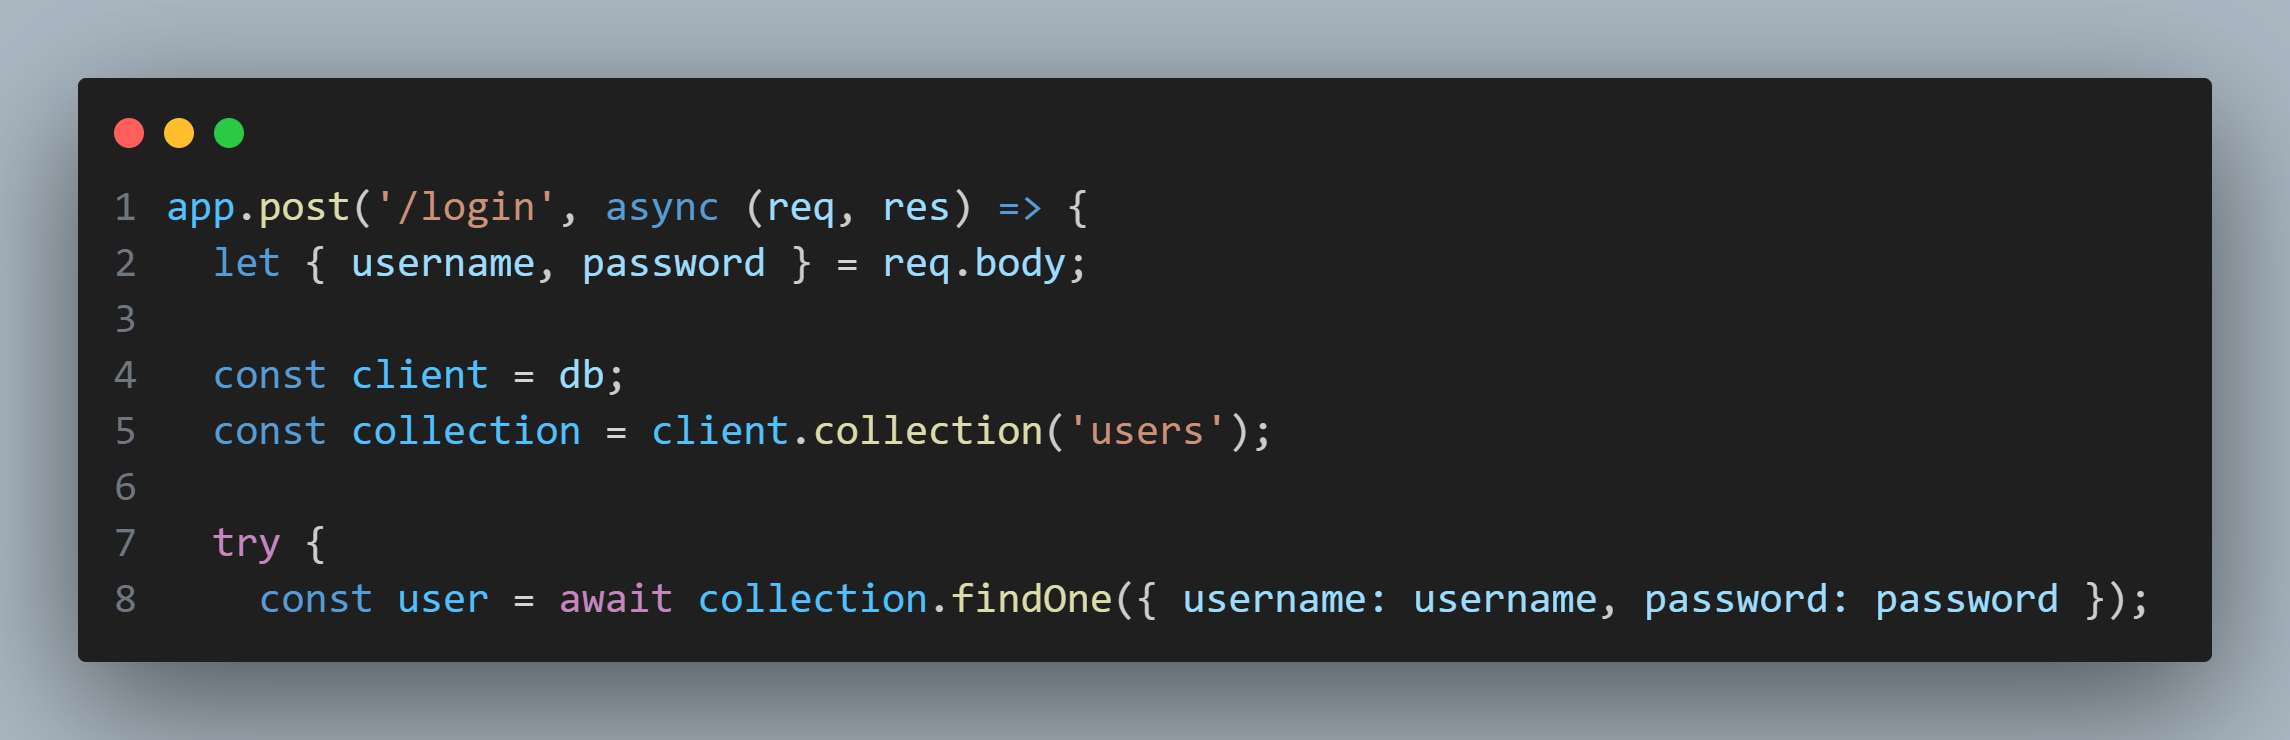 1 app.post('/login', async (req, res) => {
2   let { username, password } = req.body;
3
4   const client = db;
5   const collection = client.collection('users');
6
7   try {
8     const user = await collection.findOne({ username: username, password: password });